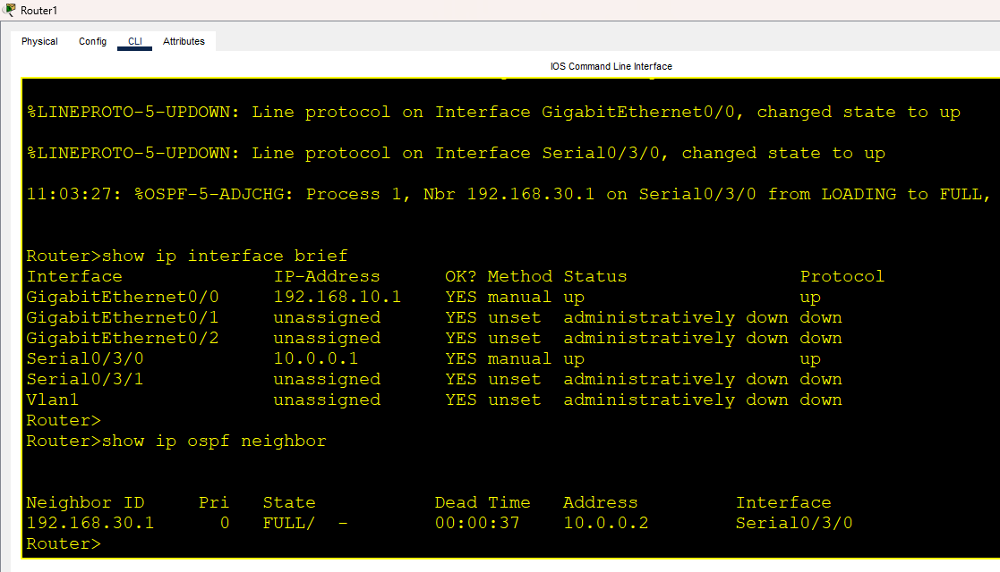 Router1
Physical Config CLI Attributes
IOS Command Line Interface
%LINEPROTO-5-UPDOWN: Line protocol on Interface GigabitEthernet0/0, changed state to up
%LINEPROTO-5-UPDOWN: Line protocol on Interface Serial0/3/0, changed state to up
11:03:27: %OSPF-5-ADJCHG: Process 1, Nbr 192.168.30.1 on Serial0/3/0 from LOADING to FULL,
Router>show ip interface brief
Interface IP-Address OK? Method Status Protocol
GigabitEthernet0/0 192.168.10.1 YES manual up up
GigabitEthernet0/1 unassigned YES unset administratively down down
GigabitEthernet0/2 unassigned YES unset administratively down down
Serial0/3/0 10.0.0.1 YES manual up up
Serial0/3/1 unassigned YES unset administratively down down
Vlan1 unassigned YES unset administratively down down
Router>
Router>show ip ospf neighbor
Neighbor ID Pri State Dead Time Address Interface
192.168.30.1 0 FULL/ - 00:00:37 10.0.0.2 Serial0/3/0
Router>